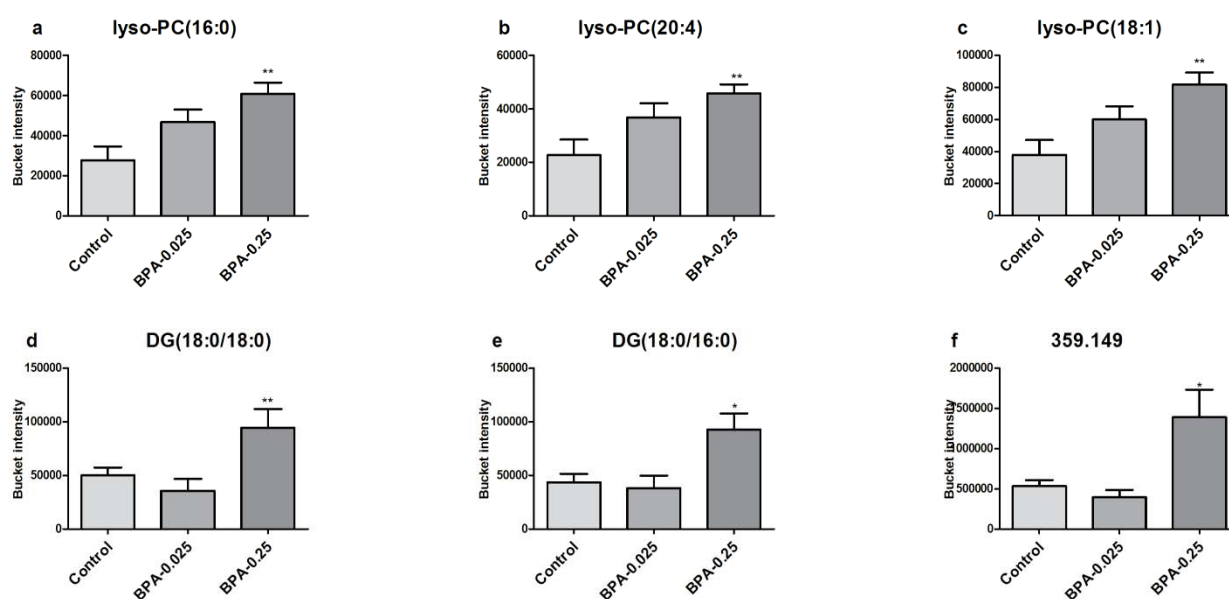 a lyso-PC(16:0)
80000
60000
40000
20000
0
Bucket intensity
**
Control
BPA-0.025
BPA-0.25
b lyso-PC(20:4)
60000
40000
20000
0
Bucket intensity
**
Control
BPA-0.025
BPA-0.25
c lyso-PC(18:1)
100000
80000
60000
40000
20000
0
Bucket intensity
**
Control
BPA-0.025
BPA-0.25
d DG(18:0/18:0)
150000
100000
50000
0
Bucket intensity
**
Control
BPA-0.025
BPA-0.25
e DG(18:0/16:0)
150000
100000
50000
0
Bucket intensity
*
Control
BPA-0.025
BPA-0.25
f 359.149
2000000
1500000
1000000
500000
0
Bucket intensity
*
Control
BPA-0.025
BPA-0.25